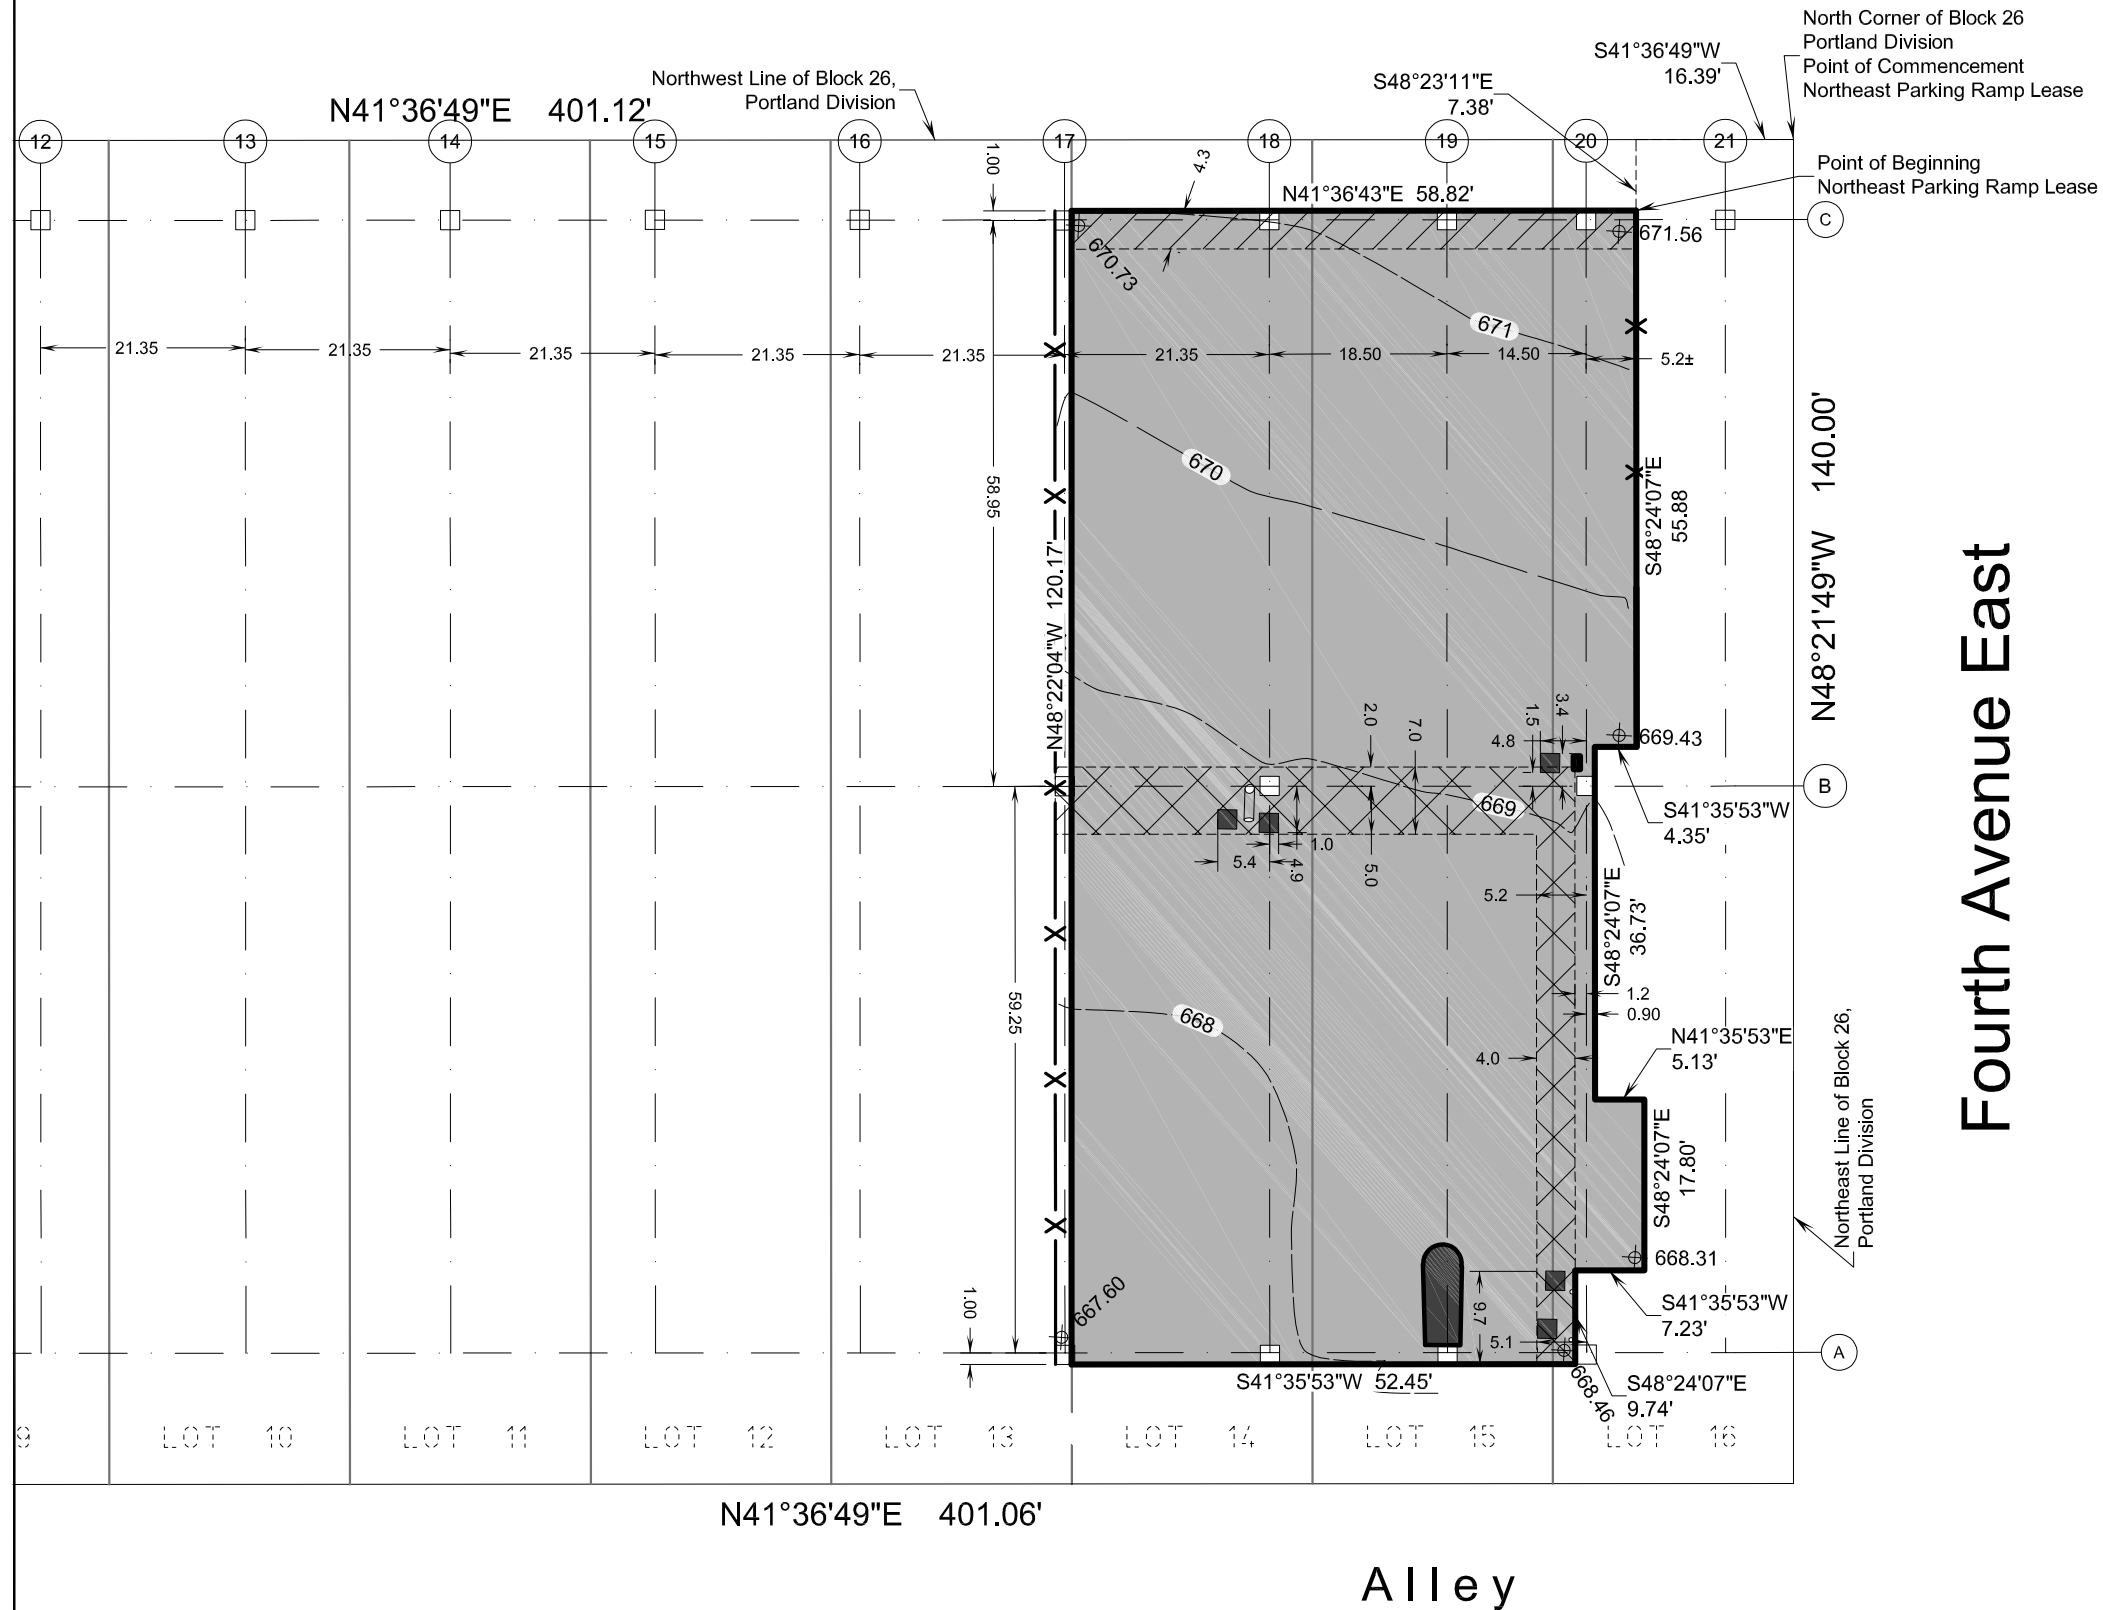 North Corner of Block 26
Portland Division
Point of Commencement
Northeast Parking Ramp Lease
S41°36'49"W
16.39'
S48°23'11"E
7.38'
Northwest Line of Block 26,
Portland Division
N41°36'49"E 401.12'
12
13
14
15
16
17
18
19
20
21
Point of Beginning
Northeast Parking Ramp Lease
1.00
4.3
N41°36'43"E 58.82'
C
670.73
671.56
671
21.35
21.35
21.35
21.35
21.35
21.35
18.50
14.50
5.2±
670
58.95
S48°24'07"E
55.88
N48°21'49"W 140.00'
Fourth Avenue East
N48°22'04"W 120.17'
2.0
7.0
1.5
3.4
4.8
669.43
B
669
S41°35'53"W
4.35'
5.4
4.9
1.0
5.0
5.2
S48°24'07"E
36.73'
59.25
668
1.2
0.90
N41°35'53"E
5.13'
4.0
Northeast Line of Block 26,
Portland Division
S48°24'07"E
17.80'
668.31
667.60
1.00
9.7
5.1
S41°35'53"W
7.23'
A
S41°35'53"W 52.45'
668.46
S48°24'07"E
9.74'
9
LOT 10
LOT 11
LOT 12
LOT 13
LOT 14
LOT 15
LOT 16
N41°36'49"E 401.06'
Alley